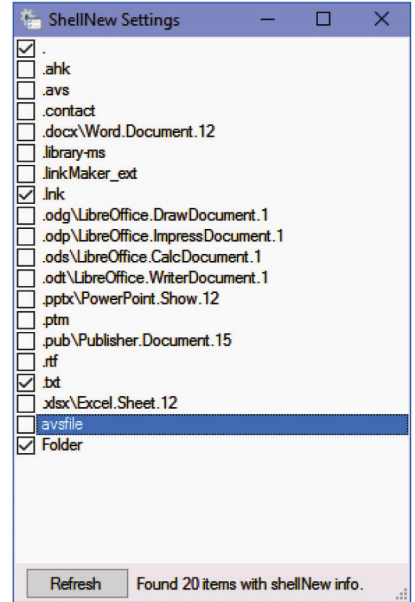 ShellNew Settings
.
.ahk
.avs
.contact
.docx\Word.Document.12
.library-ms
.linkMaker_ext
.lnk
.odg\LibreOffice.DrawDocument.1
.odp\LibreOffice.ImpressDocument.1
.ods\LibreOffice.CalcDocument.1
.odt\LibreOffice.WriterDocument.1
.pptx\PowerPoint.Show.12
.ptm
.pub\Publisher.Document.15
.rtf
.txt
.xlsx\Excel.Sheet.12
avsfile
Folder
Refresh Found 20 items with shellNew info.